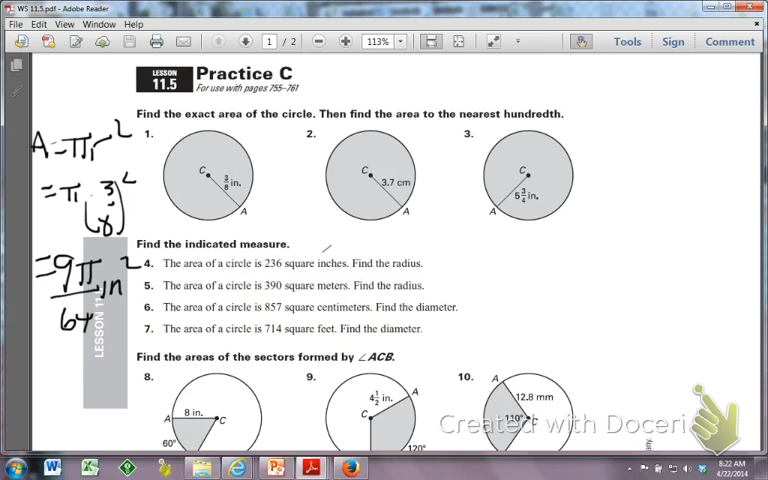 WS 11.5.pdf - Adobe Reader
File Edit View Window Help
1 / 2 113% Tools Sign Comment
LESSON 11.5 Practice C
For use with pages 755–761
Find the exact area of the circle. Then find the area to the nearest hundredth.
1. 2. 3.
C C C
3/8 in. 3.7 cm 5 3/4 in.
A A A
A = πr²
= π (3/8)²
= 9π/64 in²
Find the indicated measure.
4. The area of a circle is 236 square inches. Find the radius.
5. The area of a circle is 390 square meters. Find the radius.
6. The area of a circle is 857 square centimeters. Find the diameter.
7. The area of a circle is 714 square feet. Find the diameter.
LESSON 11
Find the areas of the sectors formed by ∠ACB.
8. 9. 10.
A 8 in. C 60°
4 1/2 in. A C 120°
A 12.8 mm 110° C
Created with Doceri
any.
8:22 AM
4/22/2014